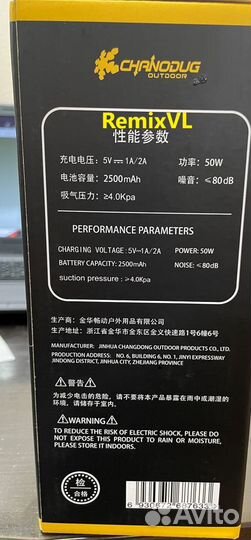 CHANODUG
OUTDOOR
RemixVL
性能参数
充电电压：5V⎓1A/2A 功率：50W
电池容量：2500mAh 噪音：≤80dB
吸气压力：≥4.0Kpa
PERFORMANCE PARAMETERS
CHARGING VOLTAGE:5V⎓1A/2A POWER: 50W
BATTERY CAPACITY: 2500mAh NOISE: ≤80dB
suction pressure : ≥4.0Kpa
生产商：金华畅动户外用品有限公司
生产地址：浙江省金华市金东区金义快速路1号6幢6号
MANUFACTURER: JINHUA CHANGDONG OUTDOOR PRODUCTS CO., LTD.
PRODUCTION ADDRESS: NO. 6, BUILDING 6, NO. 1, JINYI EXPRESSWAY
JINDONG DISTRICT, JINHUA, ZHEJIANG PROVINCE
⚠警告⚠
为减少电击的危险，请不要将本产品暴露在雨中或潮湿的
环境下，请储存于室内。
⚠WARNING⚠
TO REDUCE THE RISK OF ELECTRIC SHOCK, PLEASE
DO NOT EXPOSE THIS PRODUCT TO RAIN OR MOISTURE,
PLEASE STORE IT INDOORS.
检
合格
Avito